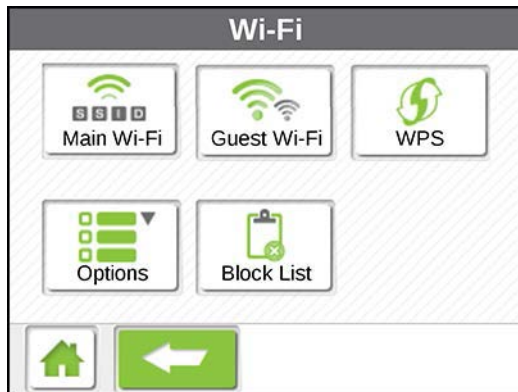 Wi-Fi
SSID
Main Wi-Fi
Guest Wi-Fi
WPS
Options
Block List